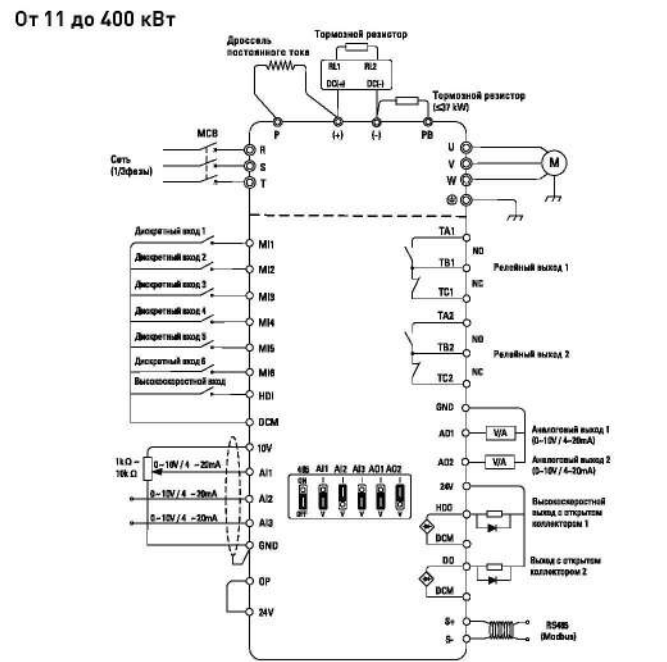 От 11 до 400 кВт
Дроссель
постоянного тока
Тормозной резистор
RL1 RL2
DC(+) DC(-)
Тормозной резистор
(≤37 kW)
P (+) (-) PB
MCB
Сеть
(1/3фазы)
R
S
T
U
V
W
M
Дискретный вход 1
MI1
Дискретный вход 2
MI2
Дискретный вход 3
MI3
Дискретный вход 4
MI4
Дискретный вход 5
MI5
Дискретный вход 6
MI6
Высокоскоростной вход
HDI
DCM
TA1
NO
TB1
Релейный выход 1
NC
TC1
TA2
NO
TB2
Релейный выход 2
NC
TC2
GND
AO1
V/A
Аналоговый выход 1
(0-10V / 4-20mA)
AO2
V/A
Аналоговый выход 2
(0-10V / 4-20mA)
24V
HDO
Высокоскоростной
выход с открытом
коллектором 1
DCM
DO
Выход с открытом
коллектором 2
DCM
S+
S-
RS485
(Modbus)
10V
1kΩ ~
10kΩ
0~10V / 4 ~20mA
AI1
0~10V / 4 ~20mA
AI2
0~10V / 4 ~20mA
AI3
GND
OP
24V
485 AI1 AI2 AI3 AO1 AO2
ON I I I I I
OFF V V V V V